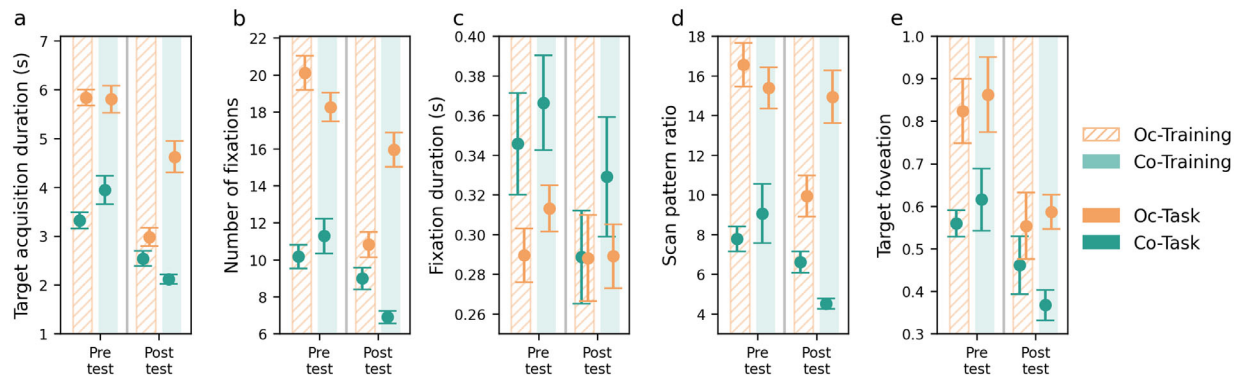 a
Target acquisition duration (s)
7
6
5
4
3
2
1
Pre
test
Post
test
b
Number of fixations
22
20
18
16
14
12
10
8
6
Pre
test
Post
test
c
Fixation duration (s)
0.40
0.38
0.36
0.34
0.32
0.30
0.28
0.26
Pre
test
Post
test
d
Scan pattern ratio
18
16
14
12
10
8
6
4
Pre
test
Post
test
e
Target foveation
1.0
0.9
0.8
0.7
0.6
0.5
0.4
0.3
Pre
test
Post
test
Oc-Training
Co-Training
Oc-Task
Co-Task